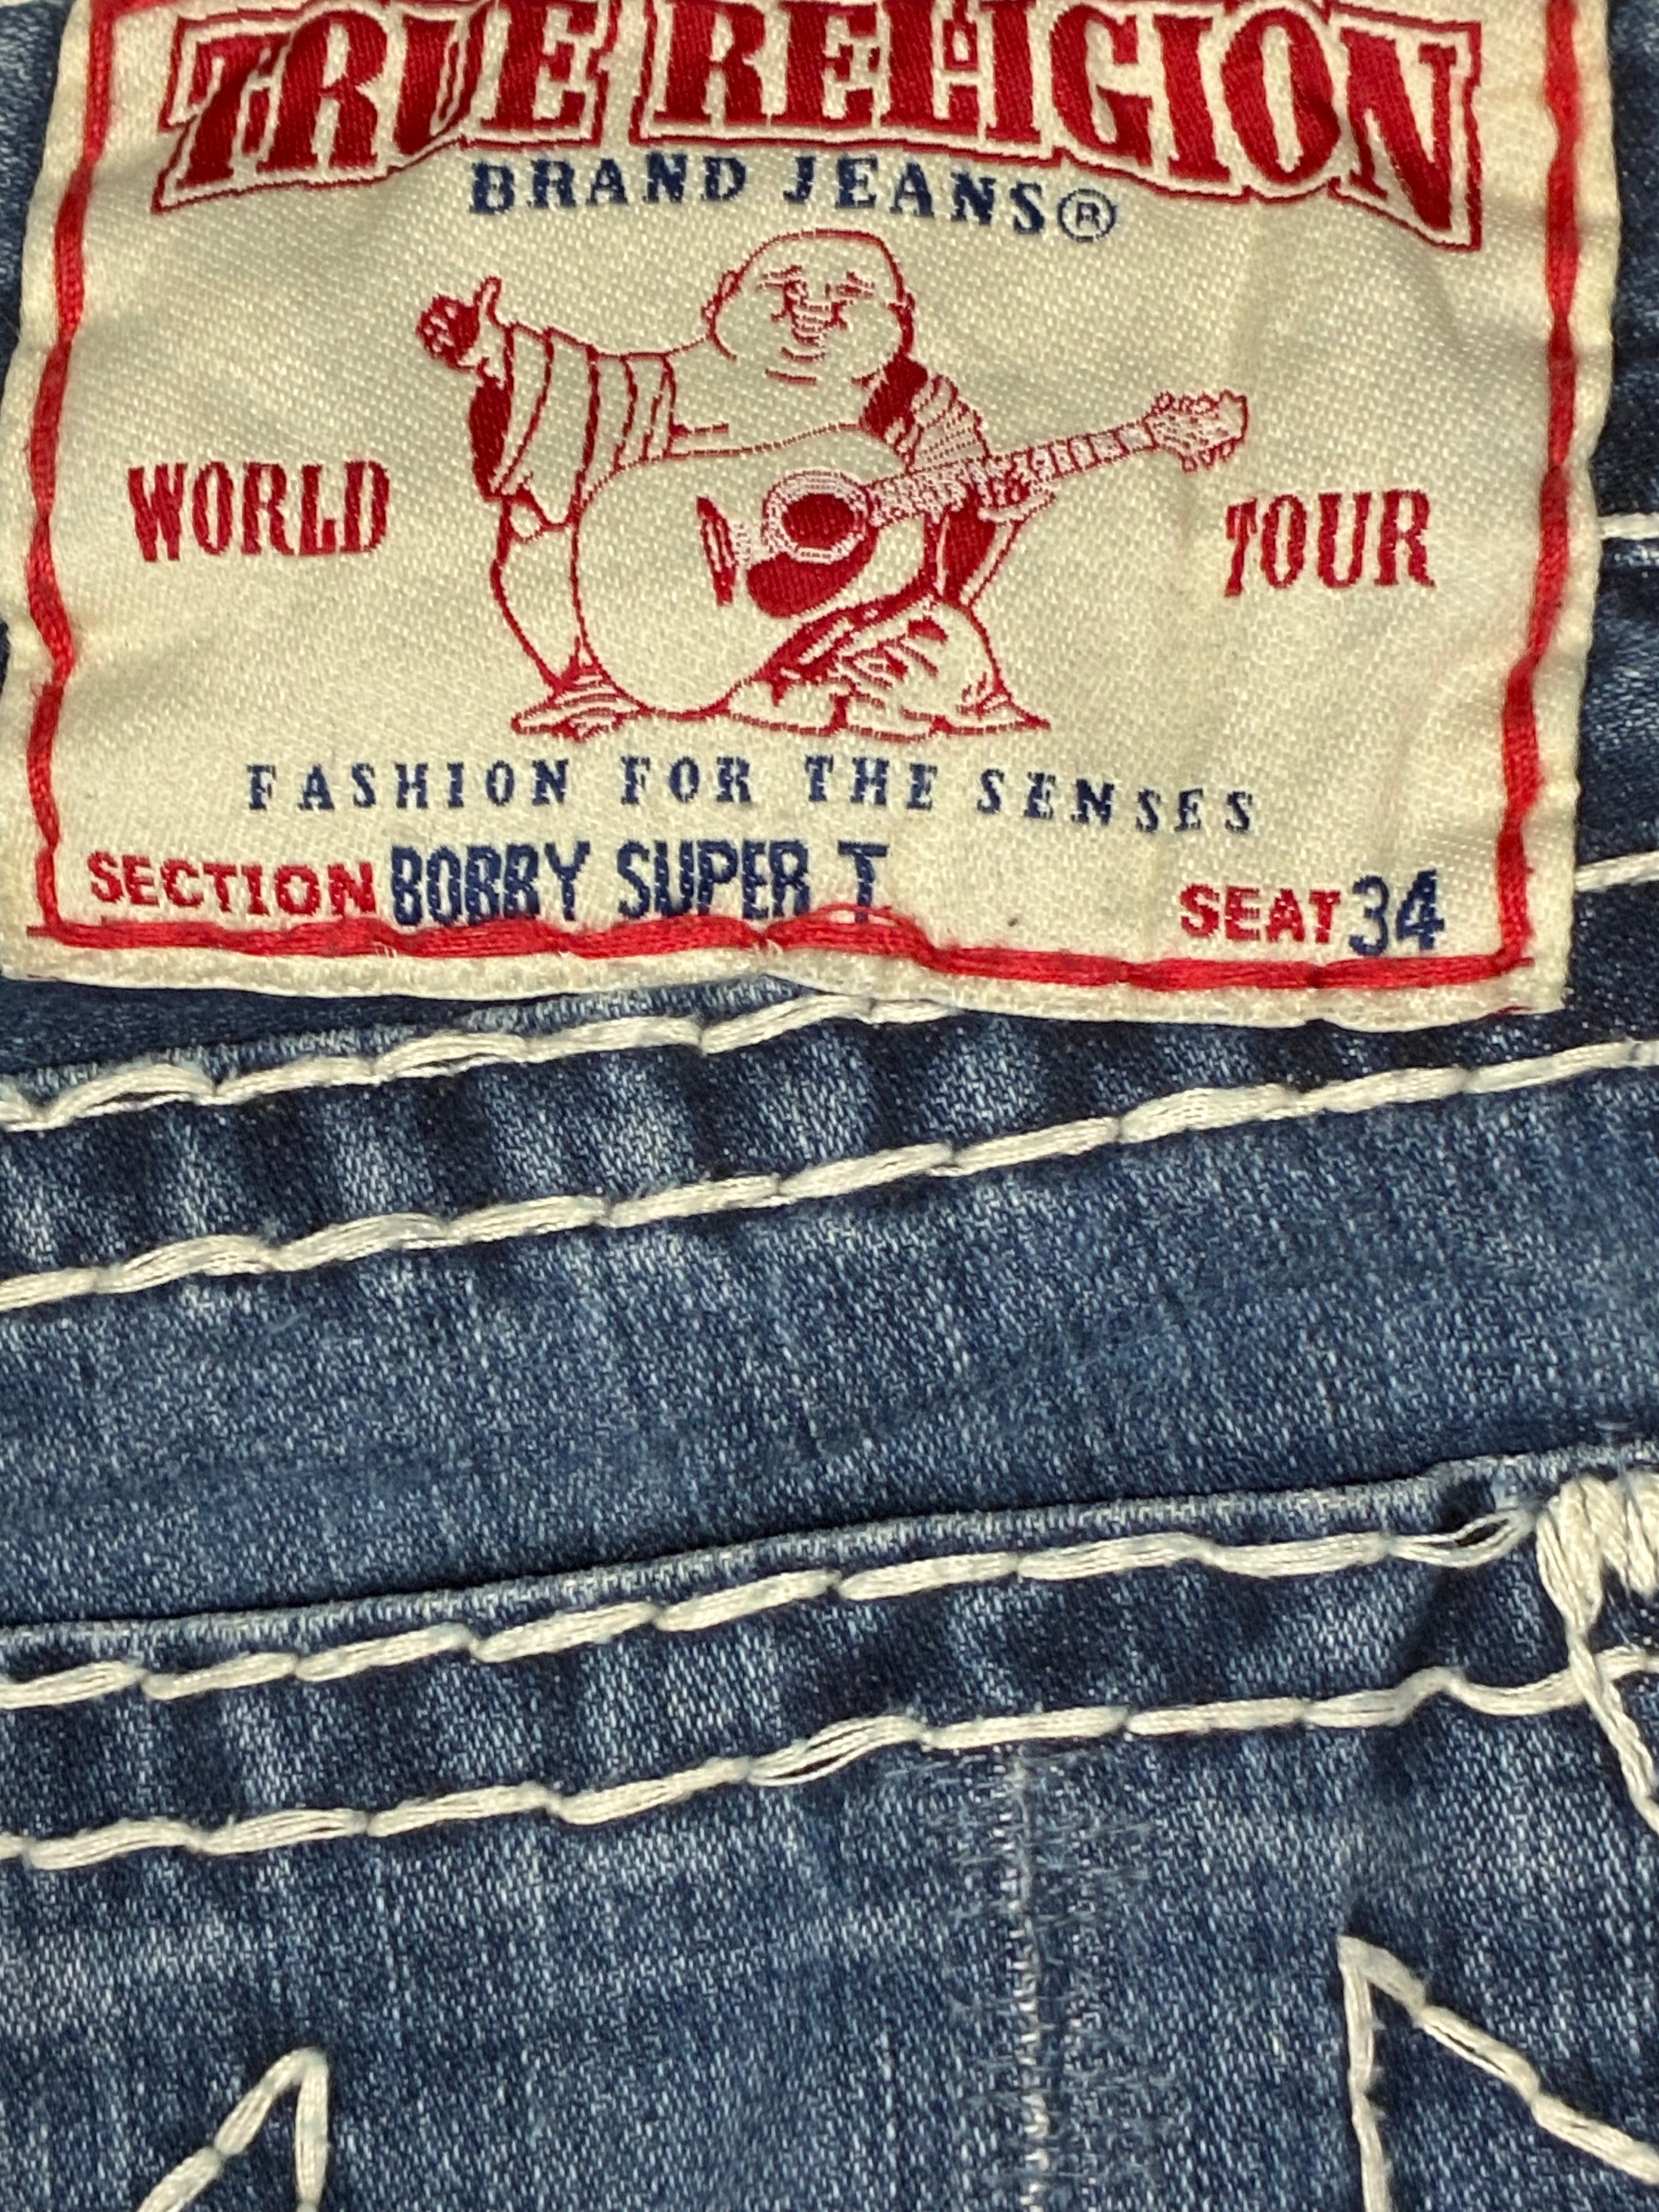 TRUE RELIGION
BRAND JEANS®
WORLD TOUR
FASHION FOR THE SENSES
SECTION BOBBY SUPER T SEAT 34